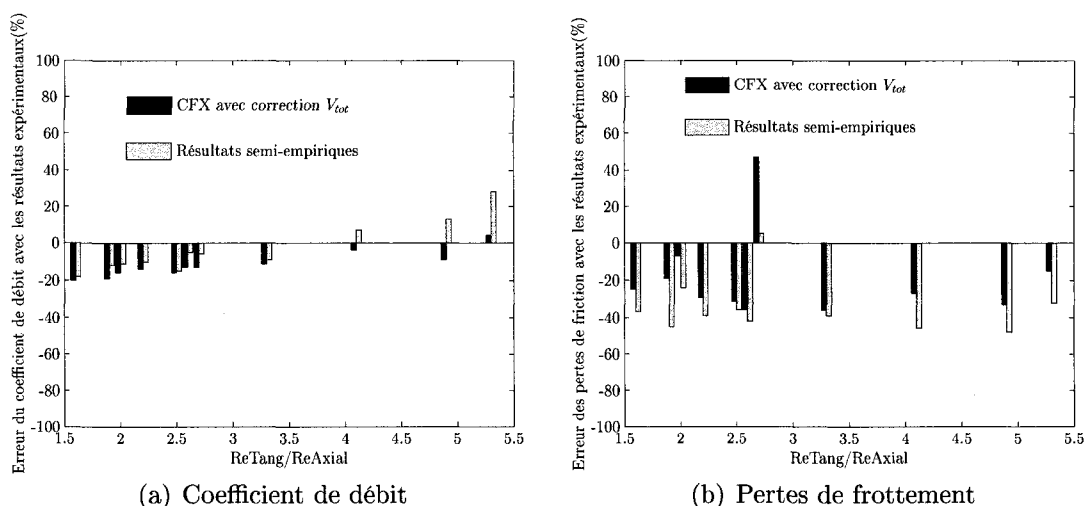 Erreur du coefficient de débit avec les résultats expérimentaux(%)
100
80
60
40
20
0
-20
-40
-60
-80
-100
CFX avec correction V_tot
Résultats semi-empiriques
1.5 2 2.5 3 3.5 4 4.5 5 5.5
ReTang/ReAxial
(a) Coefficient de débit
Erreur des pertes de friction avec les résultats expérimentaux(%)
100
80
60
40
20
0
-20
-40
-60
-80
-100
CFX avec correction V_tot
Résultats semi-empiriques
1.5 2 2.5 3 3.5 4 4.5 5 5.5
ReTang/ReAxial
(b) Pertes de frottement